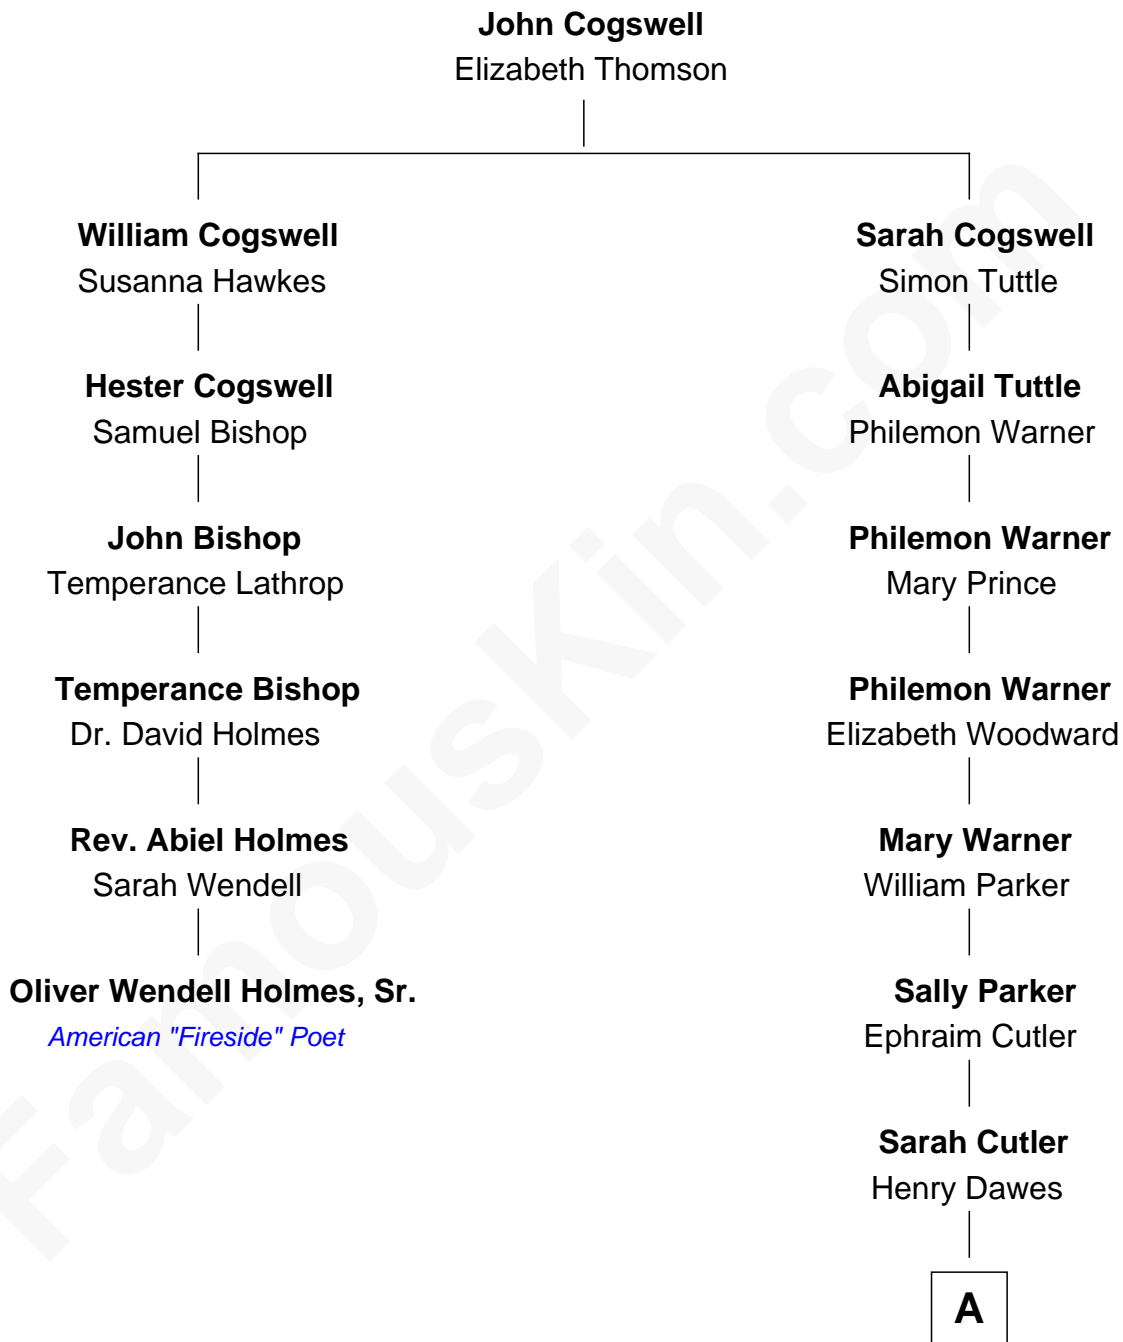 John Cogswell
Elizabeth Thomson
William Cogswell
Susanna Hawkes
Hester Cogswell
Samuel Bishop
John Bishop
Temperance Lathrop
Temperance Bishop
Dr. David Holmes
Rev. Abiel Holmes
Sarah Wendell
Oliver Wendell Holmes, Sr.
American "Fireside" Poet
Sarah Cogswell
Simon Tuttle
Abigail Tuttle
Philemon Warner
Philemon Warner
Mary Prince
Philemon Warner
Elizabeth Woodward
Mary Warner
William Parker
Sally Parker
Ephraim Cutler
Sarah Cutler
Henry Dawes
A
FamousKin.com